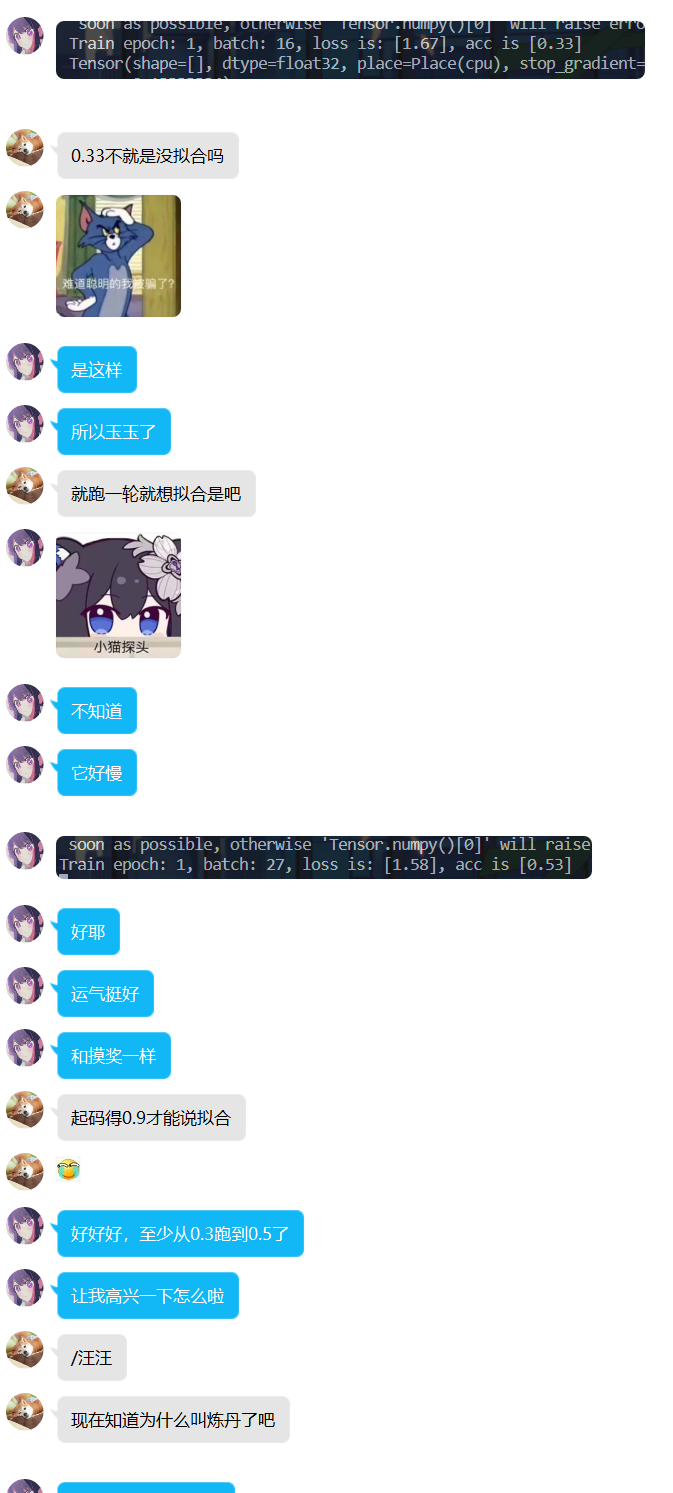 soon as possible, otherwise 'Tensor.numpy()[0]' will raise erro
Train epoch: 1, batch: 16, loss is: [1.67], acc is [0.33]
Tensor(shape=[], dtype=float32, place=Place(cpu), stop_gradient=
0.33不就是没拟合吗
难道聪明的我被骗了?
是这样
所以玉玉了
就跑一轮就想拟合是吧
小猫探头
不知道
它好慢
soon as possible, otherwise 'Tensor.numpy()[0]' will raise
Train epoch: 1, batch: 27, loss is: [1.58], acc is [0.53]
好耶
运气挺好
和摸奖一样
起码得0.9才能说拟合
好好好，至少从0.3跑到0.5了
让我高兴一下怎么啦
/汪汪
现在知道为什么叫炼丹了吧